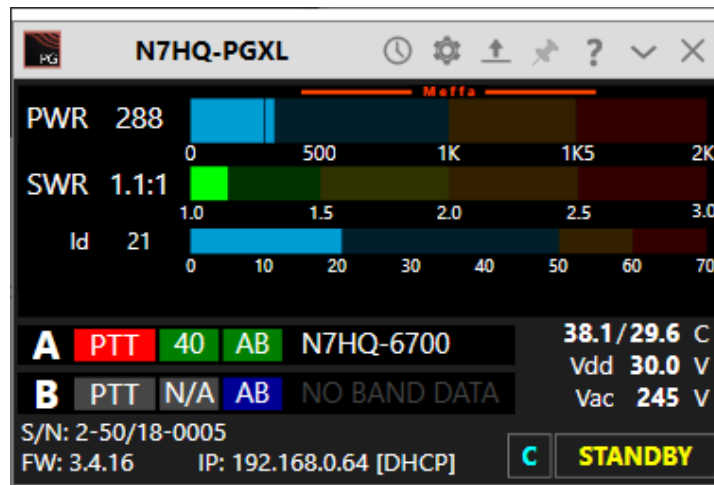 PG N7HQ-PGXL ?
Meffa
PWR 288
0 500 1K 1K5 2K
SWR 1.1:1
1.0 1.5 2.0 2.5 3.0
Id 21
0 10 20 30 40 50 60 70
A PTT 40 AB N7HQ-6700
38.1/29.6 C
B PTT N/A AB NO BAND DATA
Vdd 30.0 V
Vac 245 V
S/N: 2-50/18-0005
FW: 3.4.16 IP: 192.168.0.64 [DHCP] C STANDBY